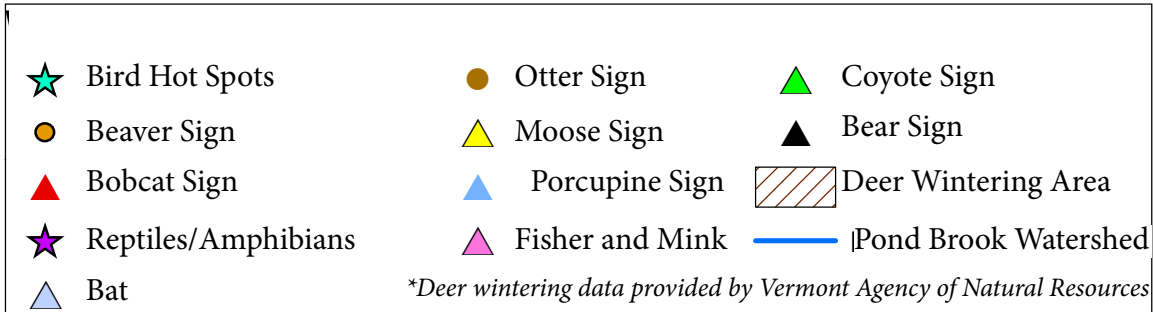 Bird Hot Spots
Otter Sign
Coyote Sign
Beaver Sign
Moose Sign
Bear Sign
Bobcat Sign
Porcupine Sign
Deer Wintering Area
Reptiles/Amphibians
Fisher and Mink
Pond Brook Watershed
Bat
*Deer wintering data provided by Vermont Agency of Natural Resources